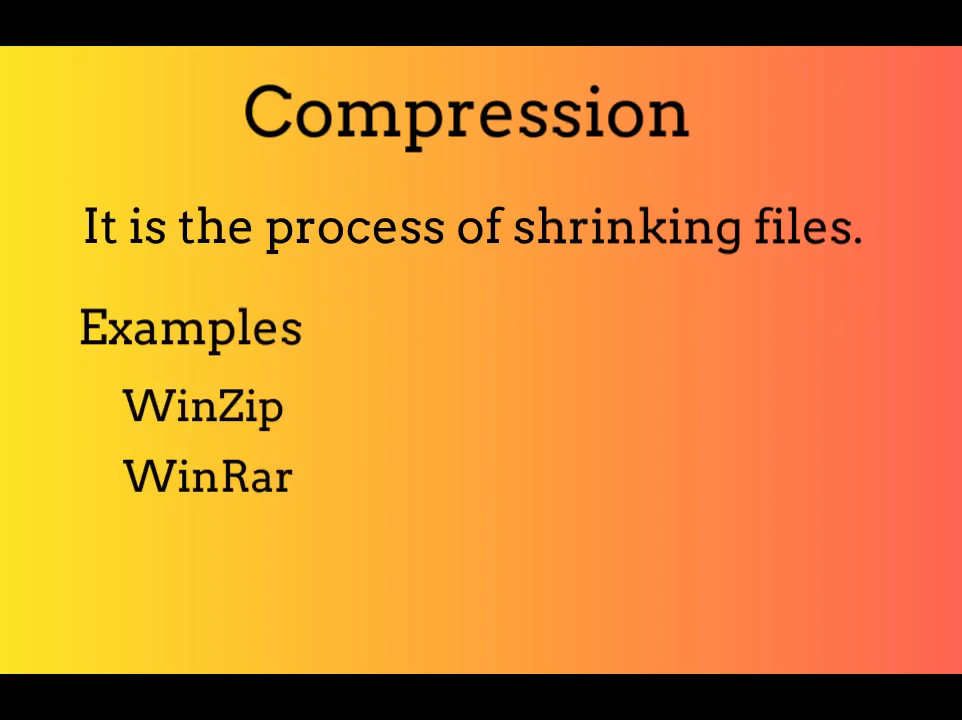 Compression
It is the process of shrinking files.
Examples
WinZip
WinRar